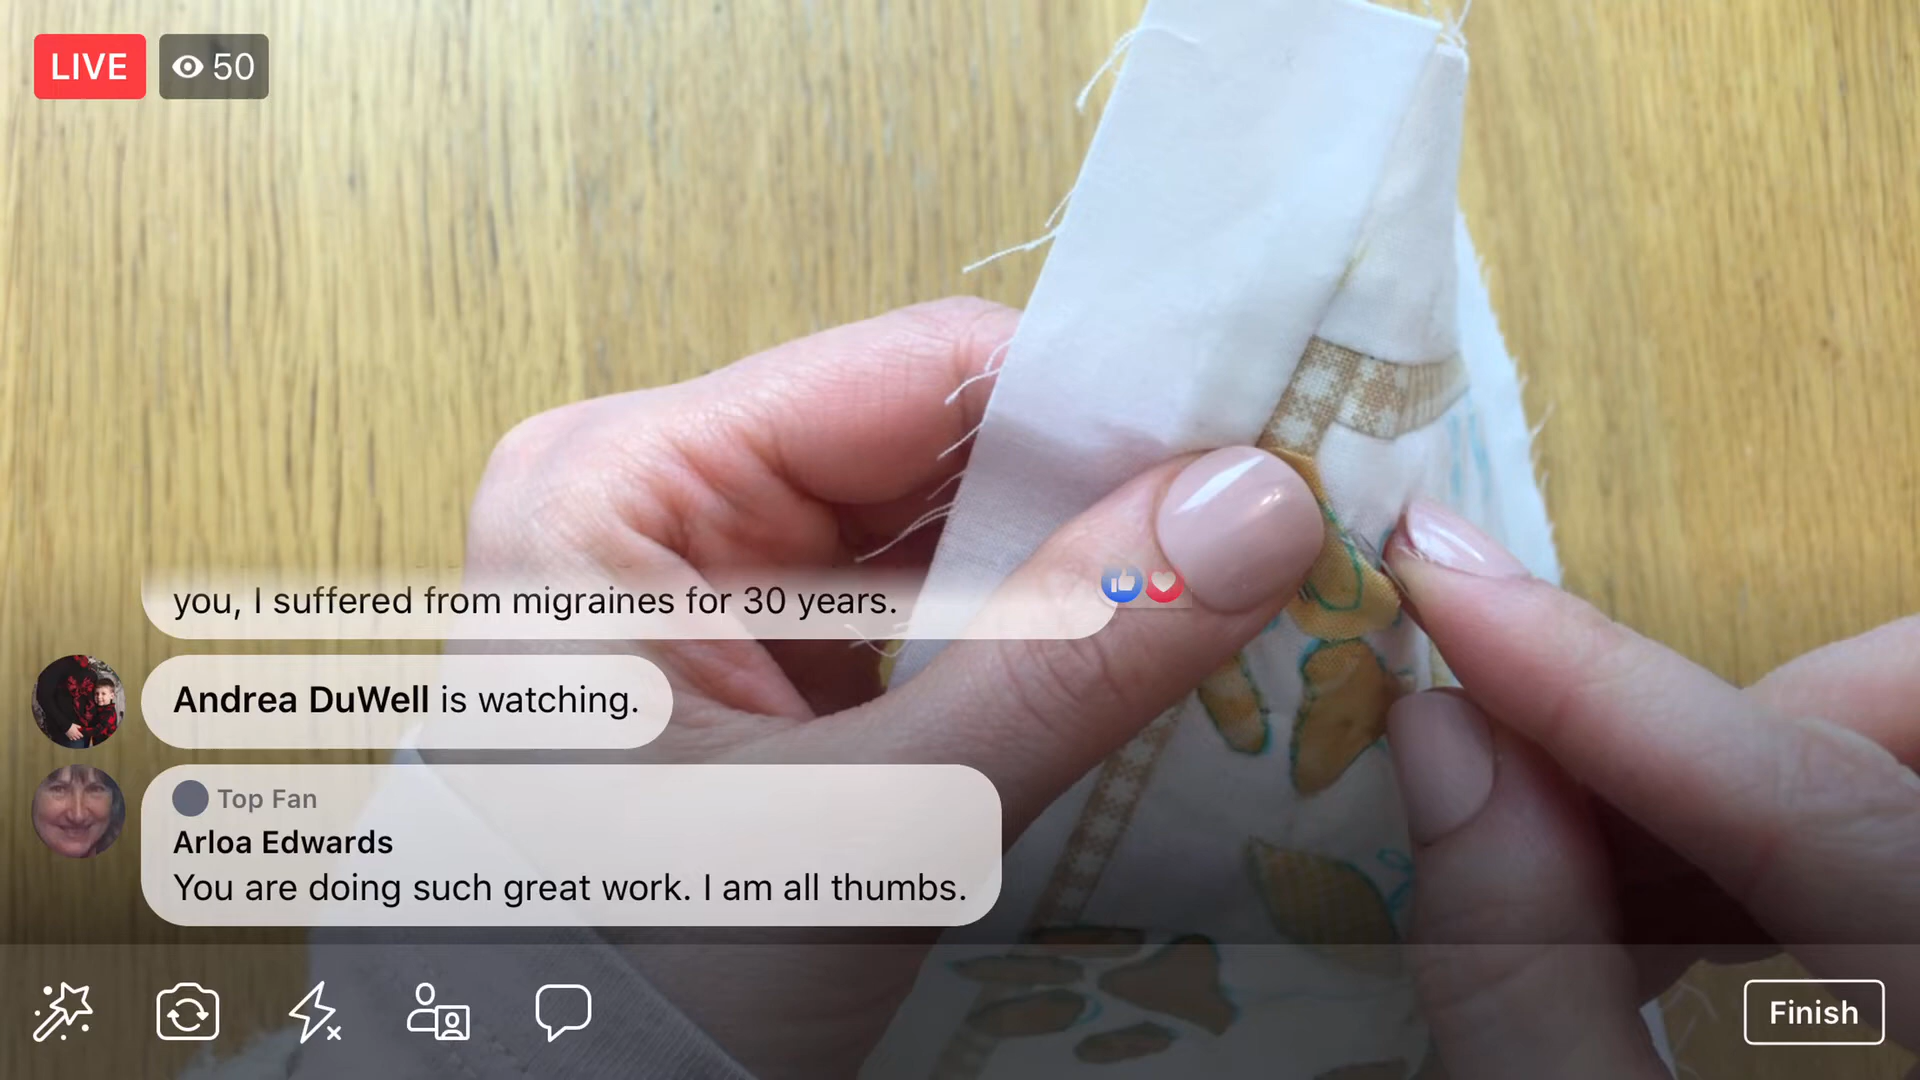 LIVE
50
you, I suffered from migraines for 30 years.
Andrea DuWell is watching.
Top Fan
Arloa Edwards
You are doing such great work. I am all thumbs.
Finish